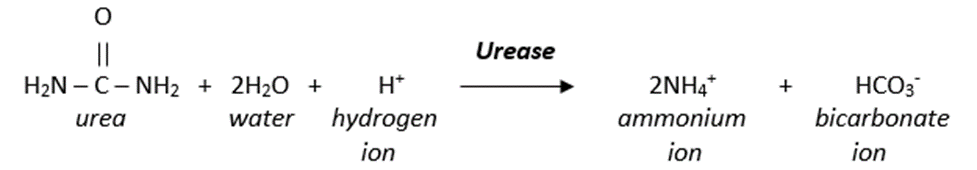 O
||
Urease
H₂N – C – NH₂ + 2H₂O + H⁺ 2NH₄⁺ + HCO₃⁻
urea water hydrogen ammonium bicarbonate
ion ion ion